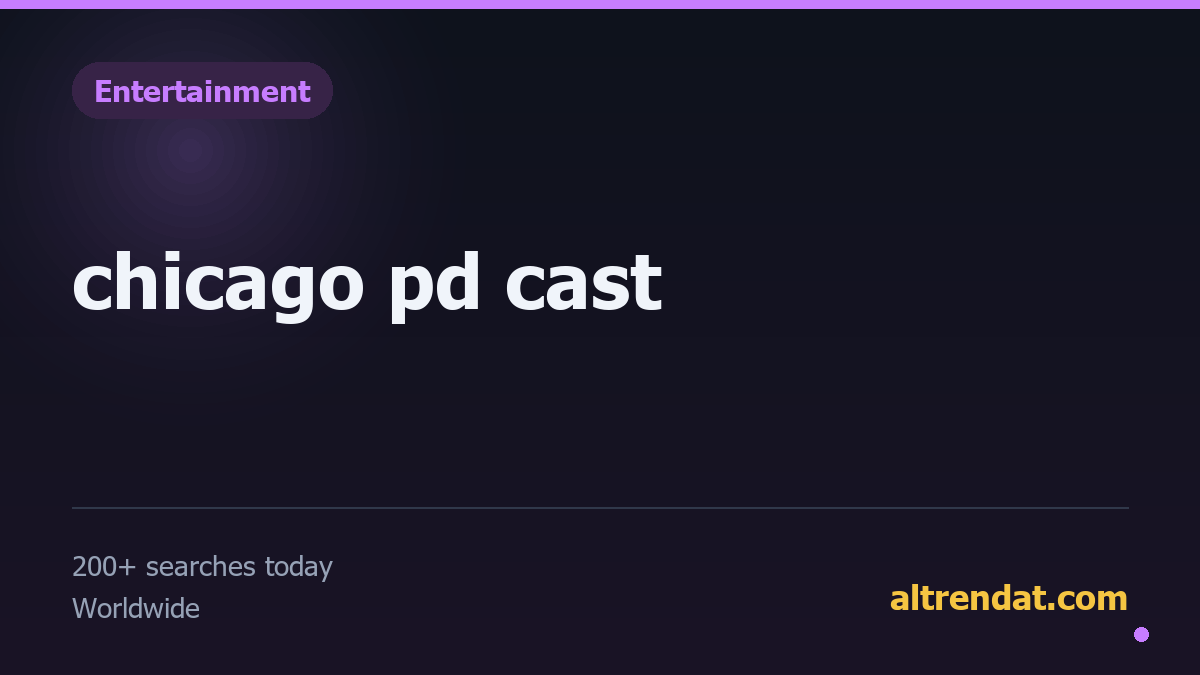 Entertainment
chicago pd cast
200+ searches today
Worldwide
altrendat.com